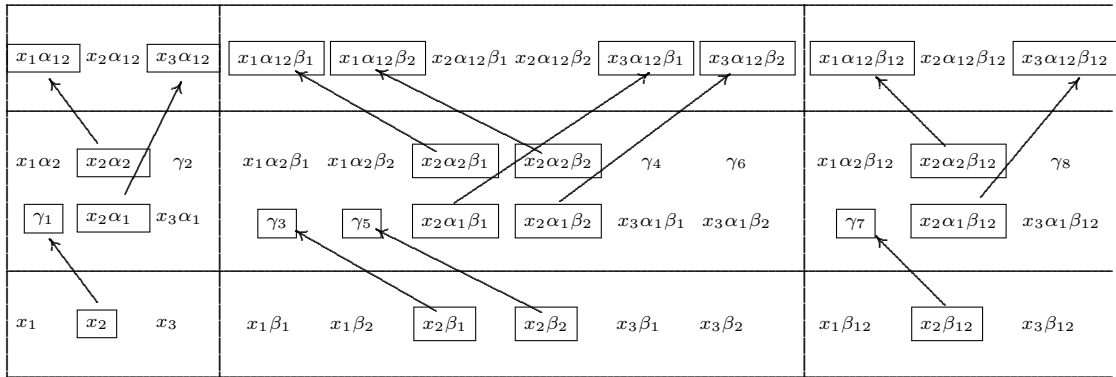 x₁α₁₂ x₂α₁₂ x₃α₁₂ x₁α₁₂β₁ x₁α₁₂β₂ x₂α₁₂β₁ x₂α₁₂β₂ x₃α₁₂β₁ x₃α₁₂β₂ x₁α₁₂β₁₂ x₂α₁₂β₁₂ x₃α₁₂β₁₂
x₁α₂ x₂α₂ γ₂ x₁α₂β₁ x₁α₂β₂ x₂α₂β₁ x₂α₂β₂ γ₄ γ₆ x₁α₂β₁₂ x₂α₂β₁₂ γ₈
γ₁ x₂α₁ x₃α₁ γ₃ γ₅ x₂α₁β₁ x₂α₁β₂ x₃α₁β₁ x₃α₁β₂ γ₇ x₂α₁β₁₂ x₃α₁β₁₂
x₁ x₂ x₃ x₁β₁ x₁β₂ x₂β₁ x₂β₂ x₃β₁ x₃β₂ x₁β₁₂ x₂β₁₂ x₃β₁₂